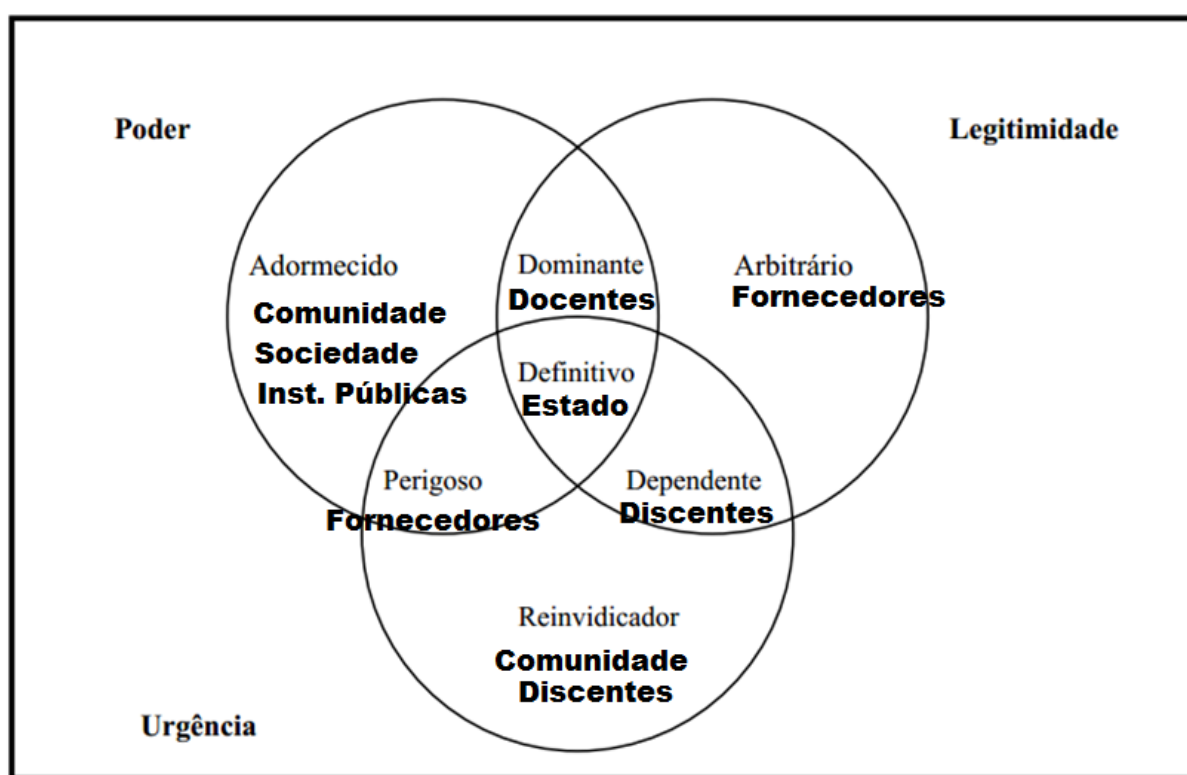 Poder
Legitimidade
Adormecido
Comunidade
Sociedade
Inst. Públicas
Dominante
Docentes
Arbitrário
Fornecedores
Definitivo
Estado
Perigoso
Fornecedores
Dependente
Discentes
Reinvidicador
Comunidade
Discentes
Urgência